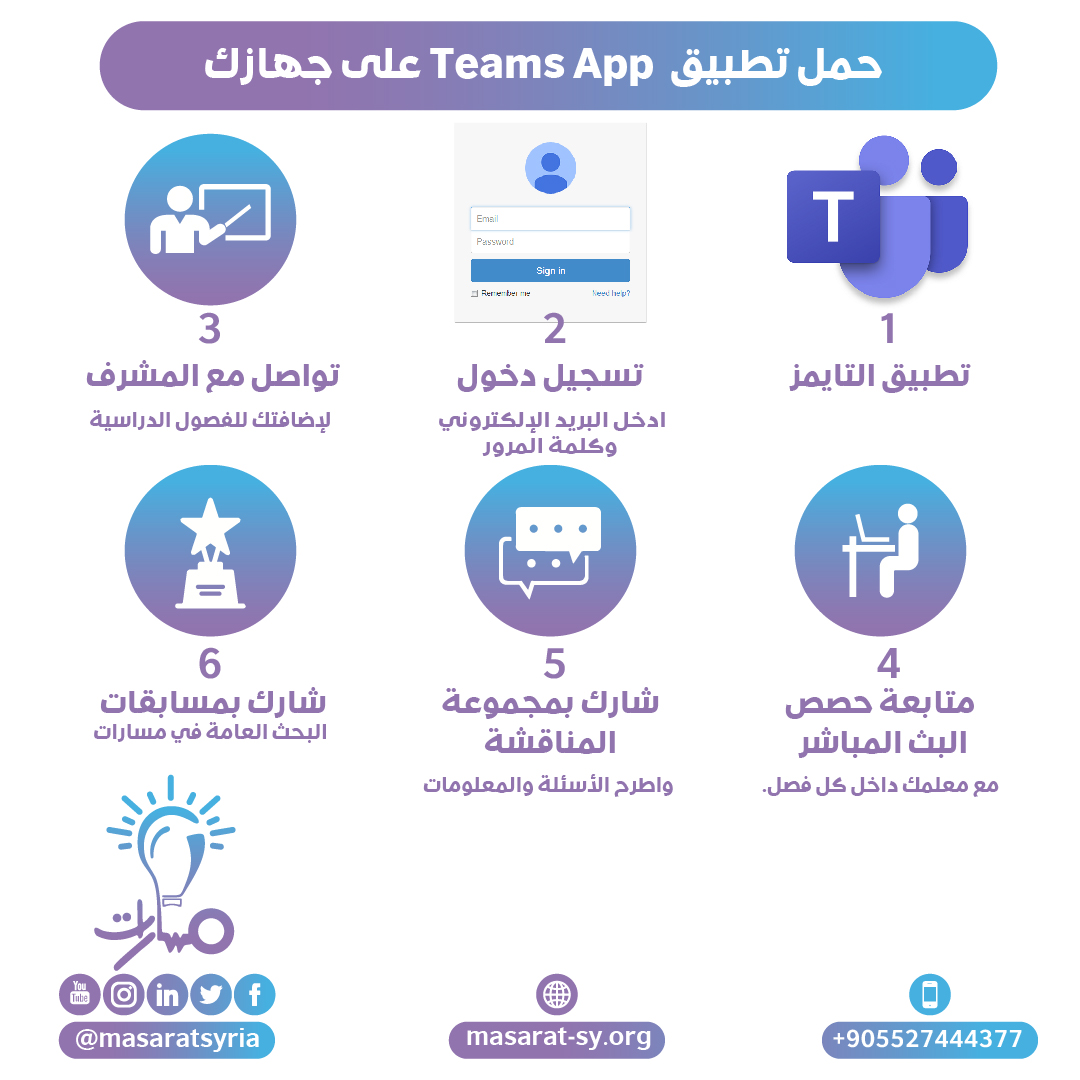 حمل تطبيق Teams App على جهازك
T
1
تطبيق التايمز
Email
Password
Sign in
Remember me
Need help?
2
تسجيل دخول
ادخل البريد الإلكتروني
وكلمة المرور
3
تواصل مع المشرف
لإضافتك للفصول الدراسية
4
متابعة حصص
البث المباشر
مع معلمك داخل كل فصل.
5
شارك بمجموعة
المناقشة
واطرح الأسئلة والمعلومات
6
شارك بمسابقات
البحث العامة في مسارات
مسارات
You
Tube
in
f
@masaratsyria
masarat-sy.org
+905527444377